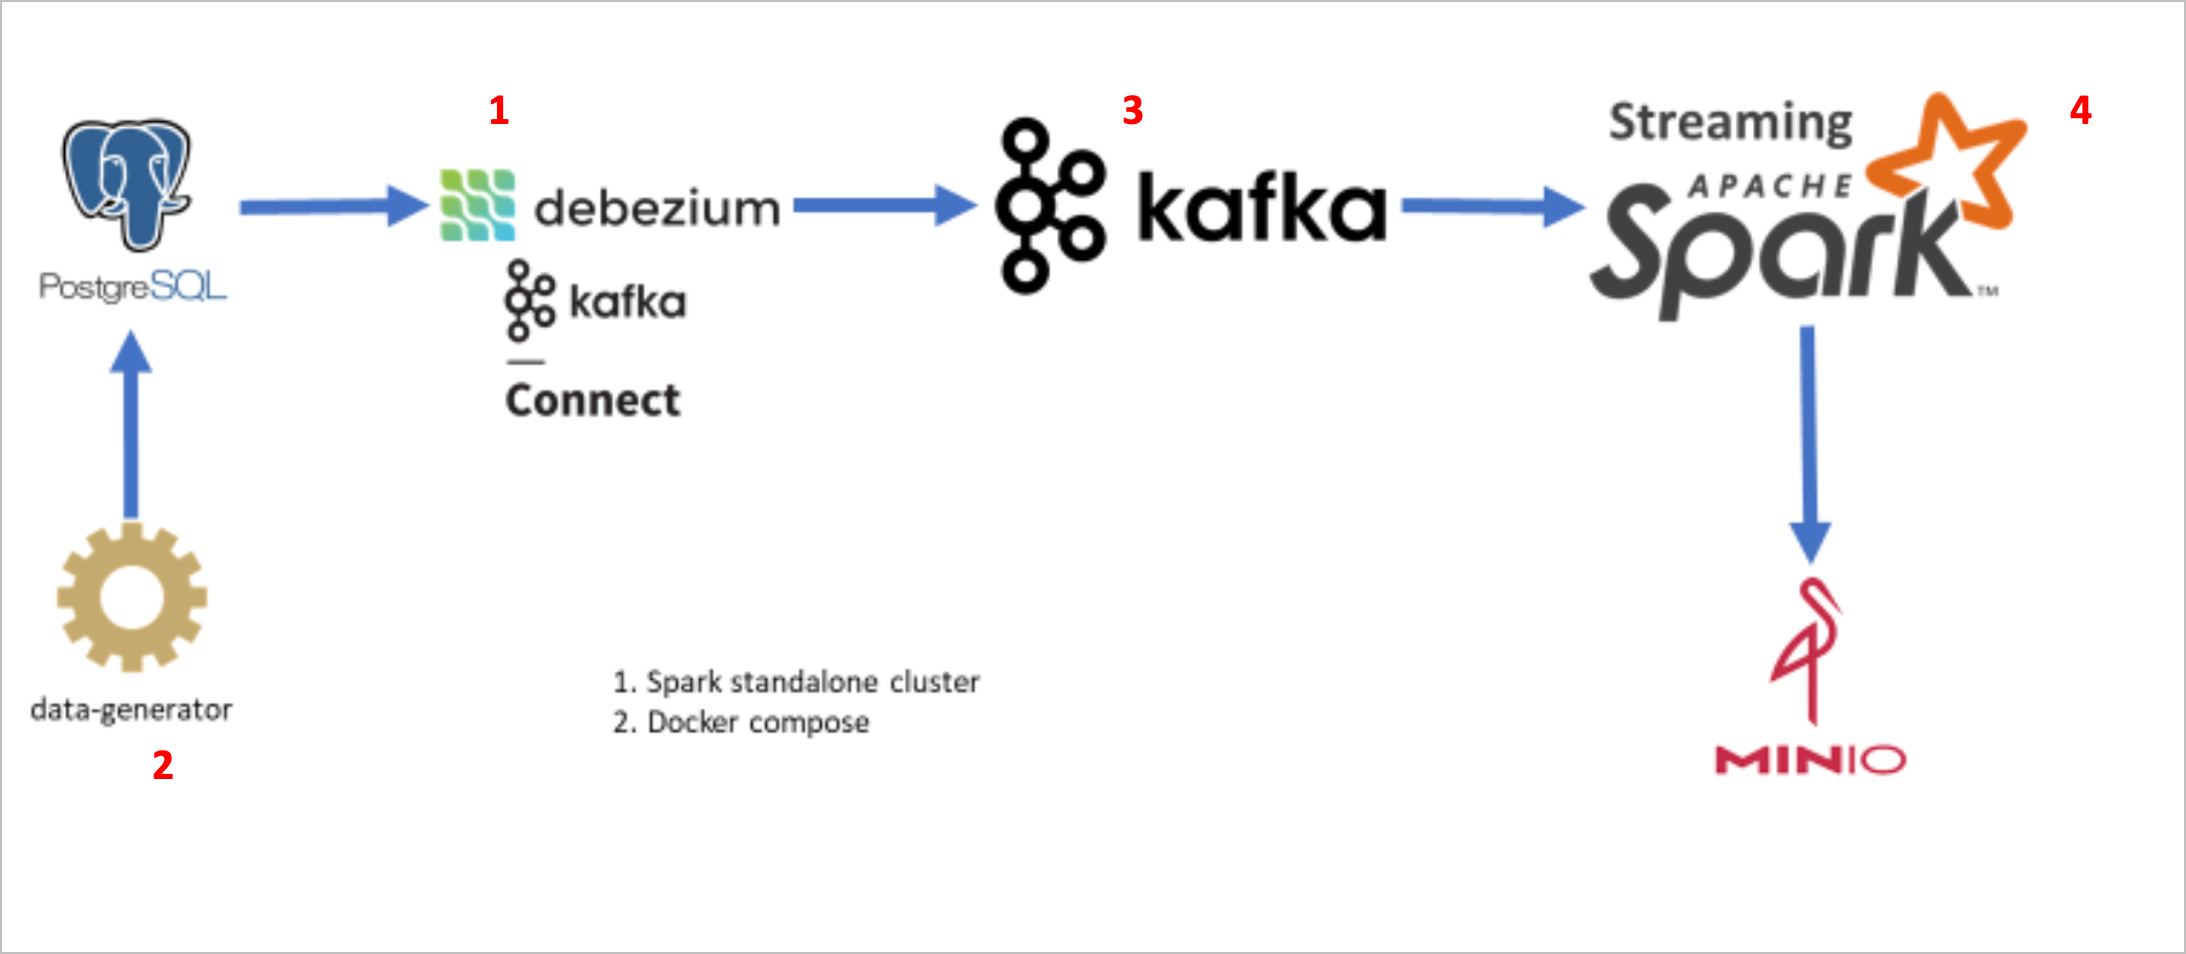 1
3
4
Streaming
APACHE
Spark™
debezium
kafka
PostgreSQL
kafka
Connect
data-generator
2
1. Spark standalone cluster
2. Docker compose
MINIO